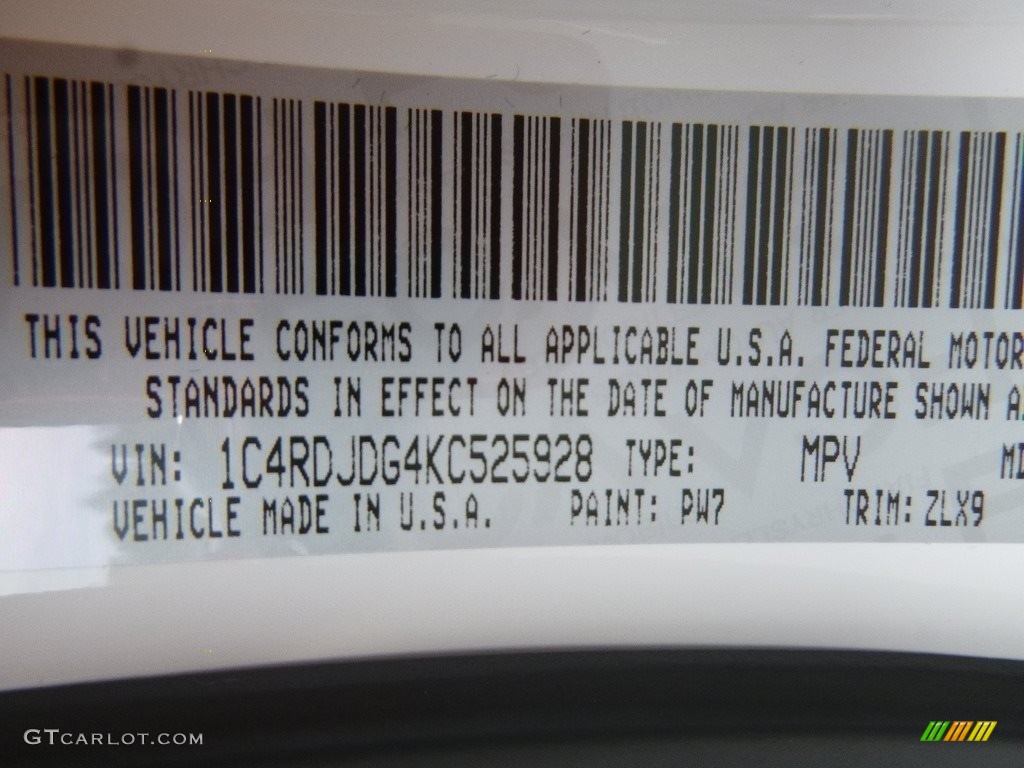 THIS VEHICLE CONFORMS TO ALL APPLICABLE U.S.A. FEDERAL MOTOR
STANDARDS IN EFFECT ON THE DATE OF MANUFACTURE SHOWN A
VIN: 1C4RDJDG4KC525928 TYPE: MPV
VEHICLE MADE IN U.S.A. PAINT: PW7 TRIM: ZLX9
GTCARLOT.COM